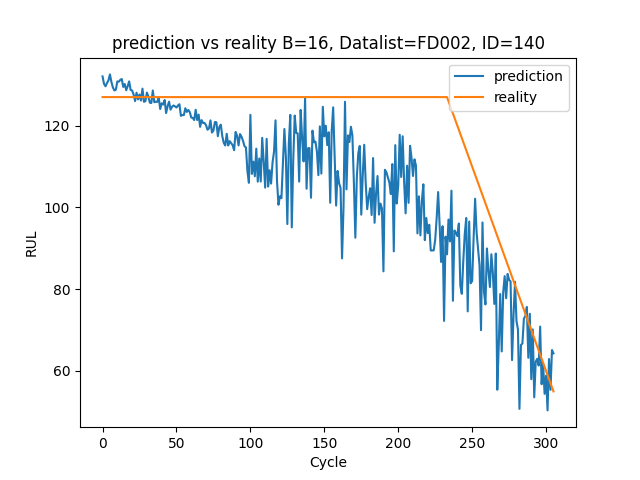 prediction vs reality B=16, Datalist=FD002, ID=140
prediction
reality
120
100
80
60
RUL
0
50
100
150
200
250
300
Cycle